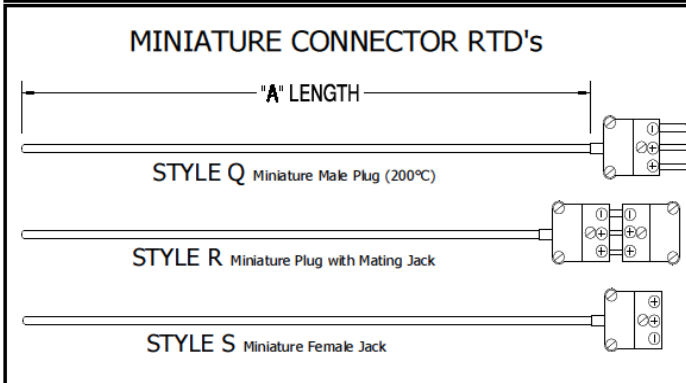 MINIATURE CONNECTOR RTD's
"A" LENGTH
STYLE Q Miniature Male Plug (200°C)
STYLE R Miniature Plug with Mating Jack
STYLE S Miniature Female Jack